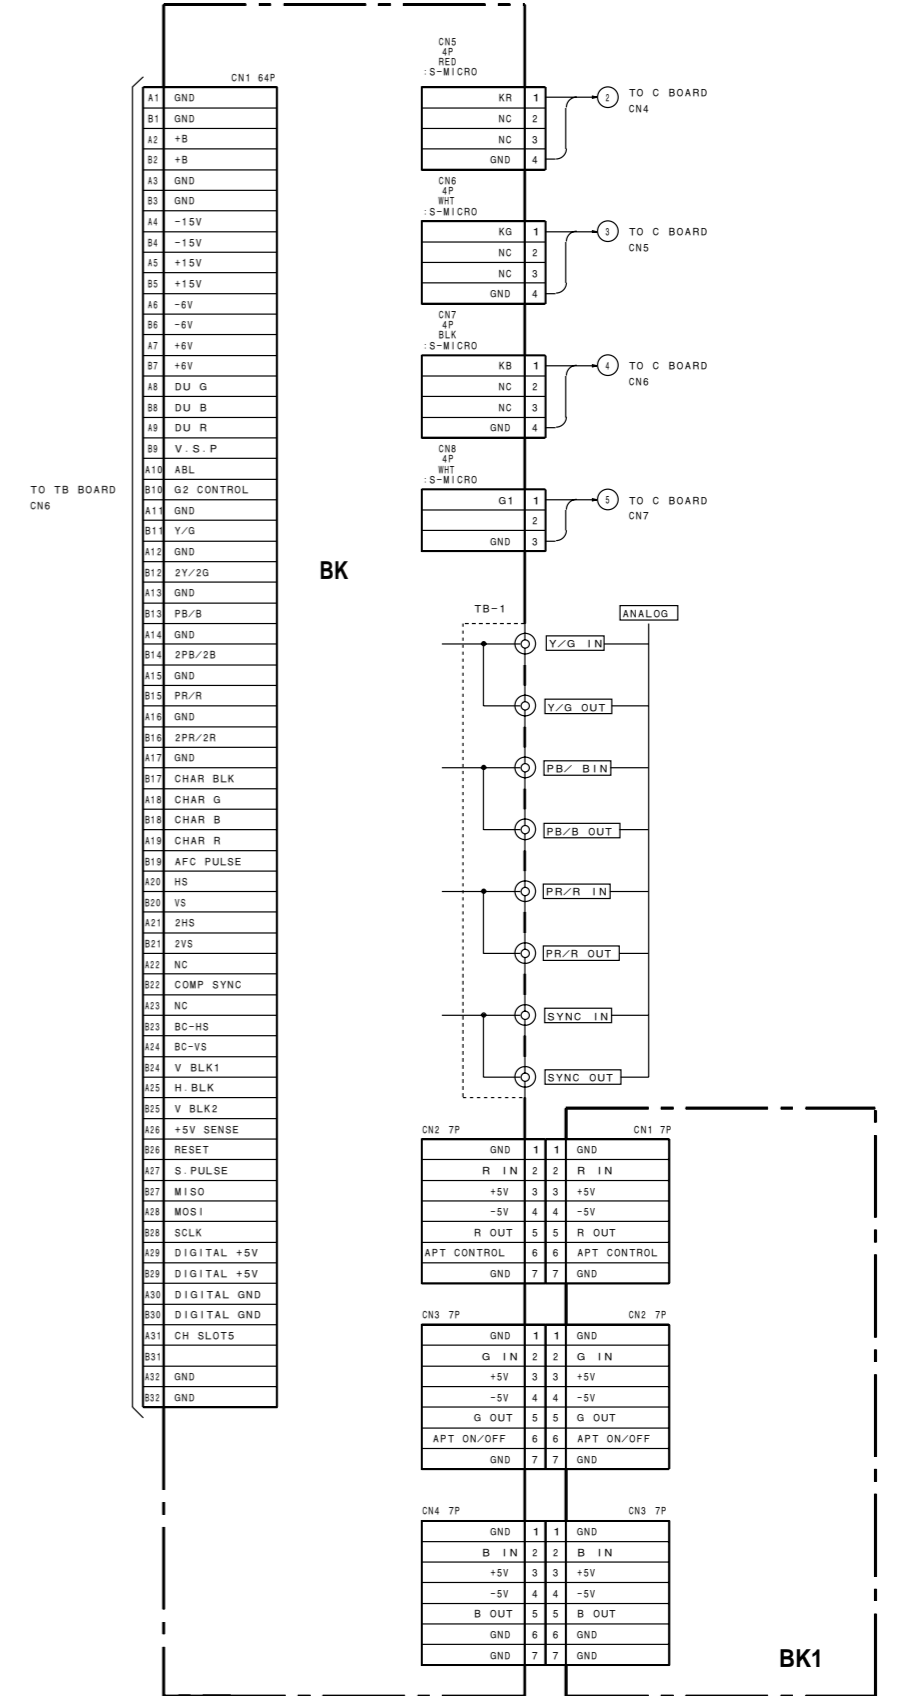 CN1 64P
A1 GND
B1 GND
A2 +B
B2 +B
A3 GND
B3 GND
A4 -15V
B4 -15V
A5 +15V
B5 +15V
A6 -6V
B6 -6V
A7 +6V
B7 +6V
A8 DU G
B8 DU B
A9 DU R
B9 V.S.P
A10 ABL
B10 G2 CONTROL
A11 GND
B11 Y/G
A12 GND
B12 2Y/2G
A13 GND
B13 PB/B
A14 GND
B14 2PB/2B
A15 GND
B15 PR/R
A16 GND
B16 2PR/2R
A17 GND
B17 CHAR BLK
A18 CHAR G
B18 CHAR B
A19 CHAR R
B19 AFC PULSE
A20 HS
B20 VS
A21 2HS
B21 2VS
A22 NC
B22 COMP SYNC
A23 NC
B23 BC-HS
A24 BC-VS
B24 V BLK1
A25 H.BLK
B25 V BLK2
A26 +5V SENSE
B26 RESET
A27 S.PULSE
B27 MISO
A28 MOSI
B28 SCLK
A29 DIGITAL +5V
B29 DIGITAL +5V
A30 DIGITAL GND
B30 DIGITAL GND
A31 CH SLOT5
B31
A32 GND
B32 GND
TO TB BOARD
CN6
BK
CN5
4P
RED
:S-MICRO
KR 1
NC 2
NC 3
GND 4
2 TO C BOARD
CN4
CN6
4P
WHT
:S-MICRO
KG 1
NC 2
NC 3
GND 4
3 TO C BOARD
CN5
CN7
4P
BLK
:S-MICRO
KB 1
NC 2
NC 3
GND 4
4 TO C BOARD
CN6
CN8
4P
WHT
:S-MICRO
G1 1
2
GND 3
5 TO C BOARD
CN7
TB-1
ANALOG
Y/G IN
Y/G OUT
PB/ BIN
PB/B OUT
PR/R IN
PR/R OUT
SYNC IN
SYNC OUT
CN2 7P CN1 7P
GND 1 1 GND
R IN 2 2 R IN
+5V 3 3 +5V
-5V 4 4 -5V
R OUT 5 5 R OUT
APT CONTROL 6 6 APT CONTROL
GND 7 7 GND
CN3 7P CN2 7P
GND 1 1 GND
G IN 2 2 G IN
+5V 3 3 +5V
-5V 4 4 -5V
G OUT 5 5 G OUT
APT ON/OFF 6 6 APT ON/OFF
GND 7 7 GND
CN4 7P CN3 7P
GND 1 1 GND
B IN 2 2 B IN
+5V 3 3 +5V
-5V 4 4 -5V
B OUT 5 5 B OUT
GND 6 6 GND
GND 7 7 GND
BK1